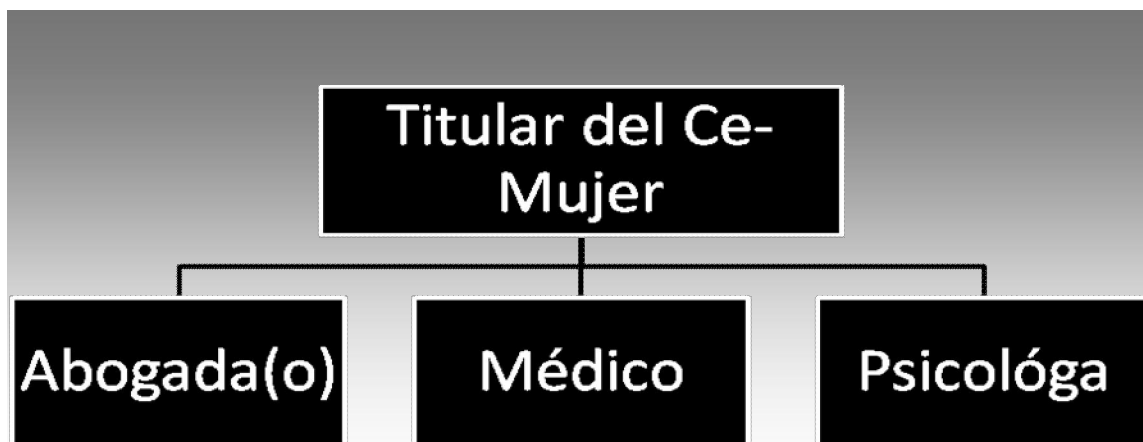 Titular del Ce-
Mujer
Abogada(o)
Médico
Psicológa